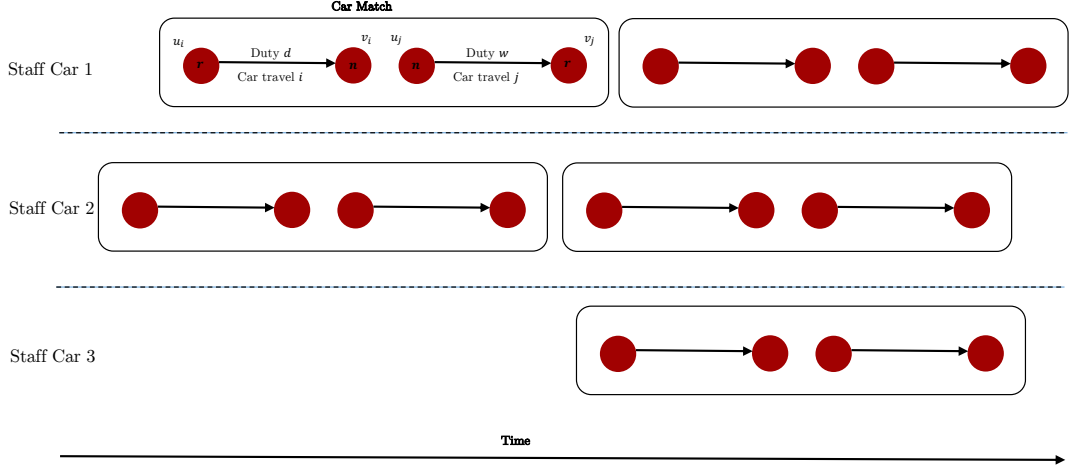 Car Match
u_i
v_i
u_j
v_j
Staff Car 1
r
Duty d
n
n
Duty w
r
Car travel i
Car travel j
Staff Car 2
Staff Car 3
Time